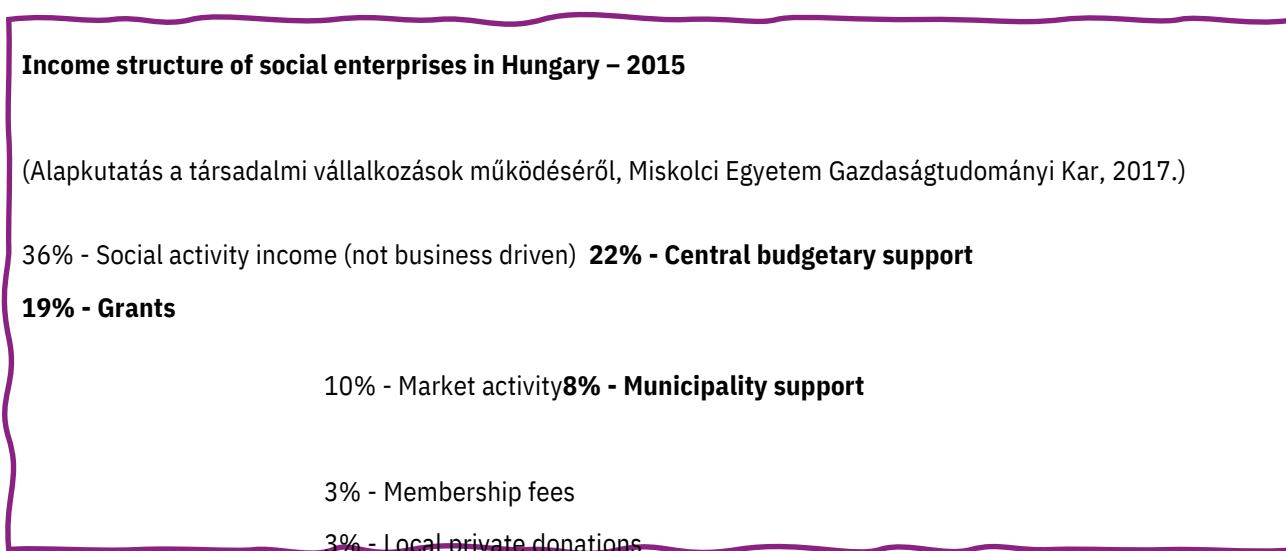 Income structure of social enterprises in Hungary – 2015
(Alapkutatás a társadalmi vállalkozások működéséről, Miskolci Egyetem Gazdaságtudományi Kar, 2017.)
36% - Social activity income (not business driven) 22% - Central budgetary support
19% - Grants
10% - Market activity8% - Municipality support
3% - Membership fees
3% - Local private donations